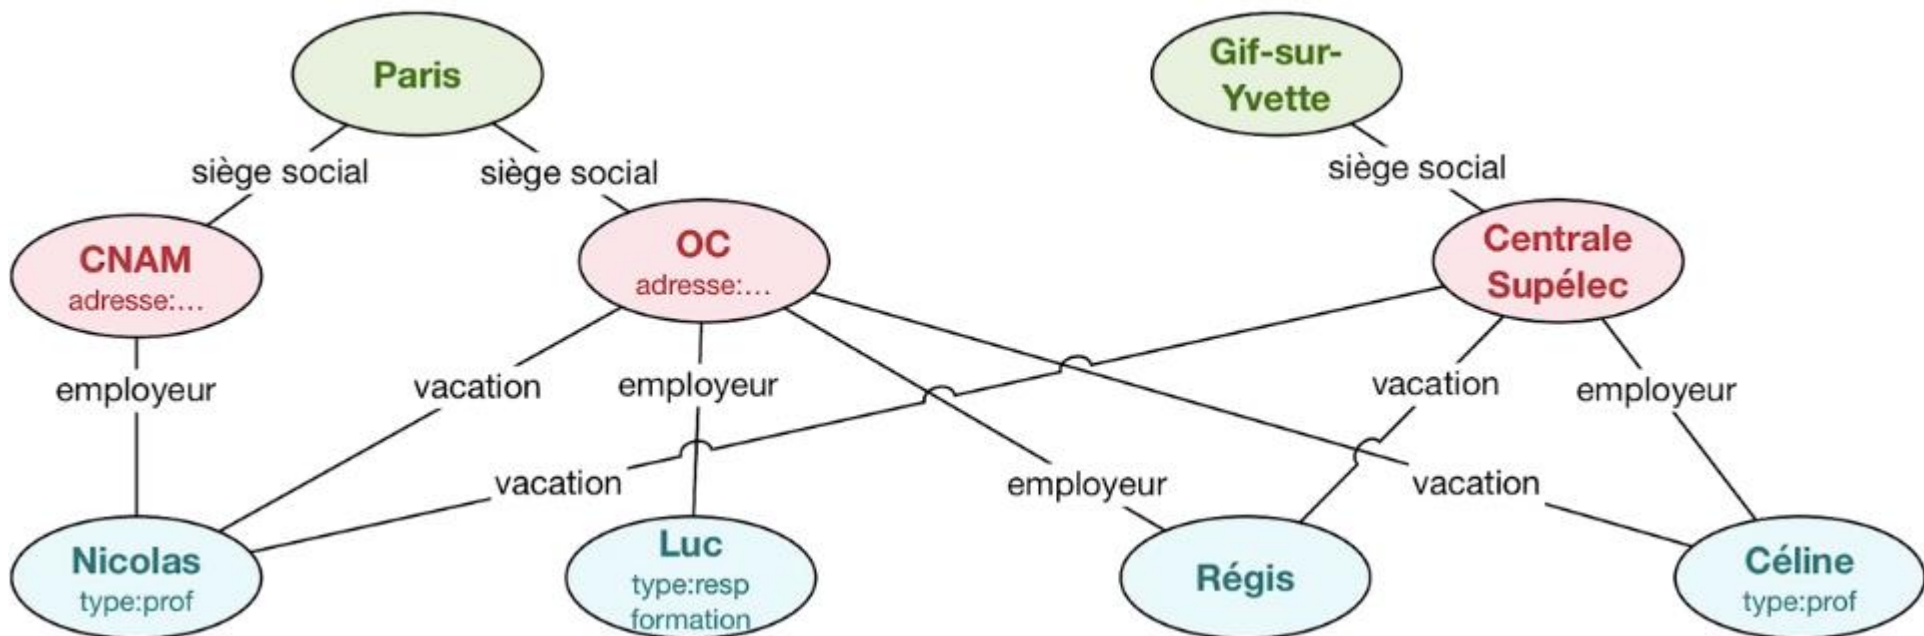 Paris
Gif-sur-
Yvette
siège social
siège social
siège social
CNAM
adresse:...
OC
adresse:...
Centrale
Supélec
employeur
vacation
employeur
vacation
employeur
vacation
employeur
vacation
Nicolas
type:prof
Luc
type:resp
formation
Régis
Céline
type:prof